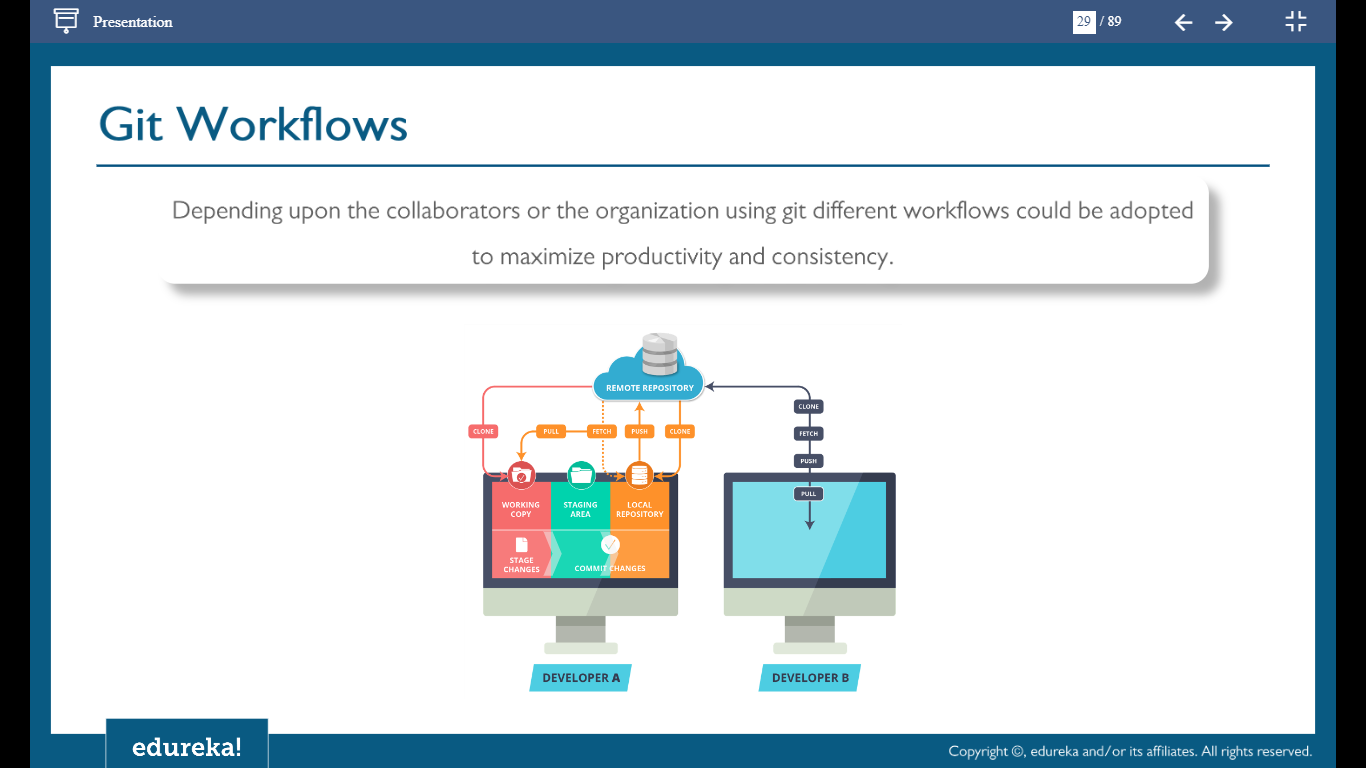 Presentation
29 / 89
Git Workflows
Depending upon the collaborators or the organization using git different workflows could be adopted
to maximize productivity and consistency.
REMOTE REPOSITORY
CLONE
PULL
FETCH
PUSH
CLONE
WORKING
COPY
STAGING
AREA
LOCAL
REPOSITORY
STAGE
CHANGES
COMMIT CHANGES
DEVELOPER A
CLONE
FETCH
PUSH
PULL
DEVELOPER B
edureka!
Copyright ©, edureka and/or its affiliates. All rights reserved.